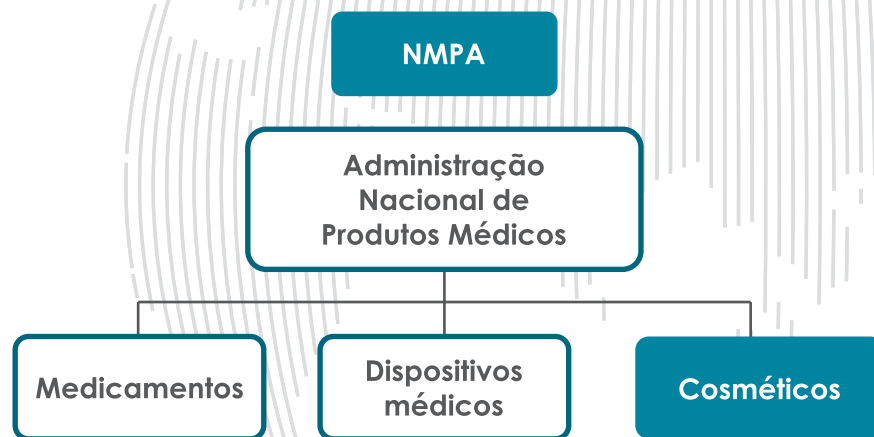 NMPA
Administração
Nacional de
Produtos Médicos
Medicamentos
Dispositivos
médicos
Cosméticos